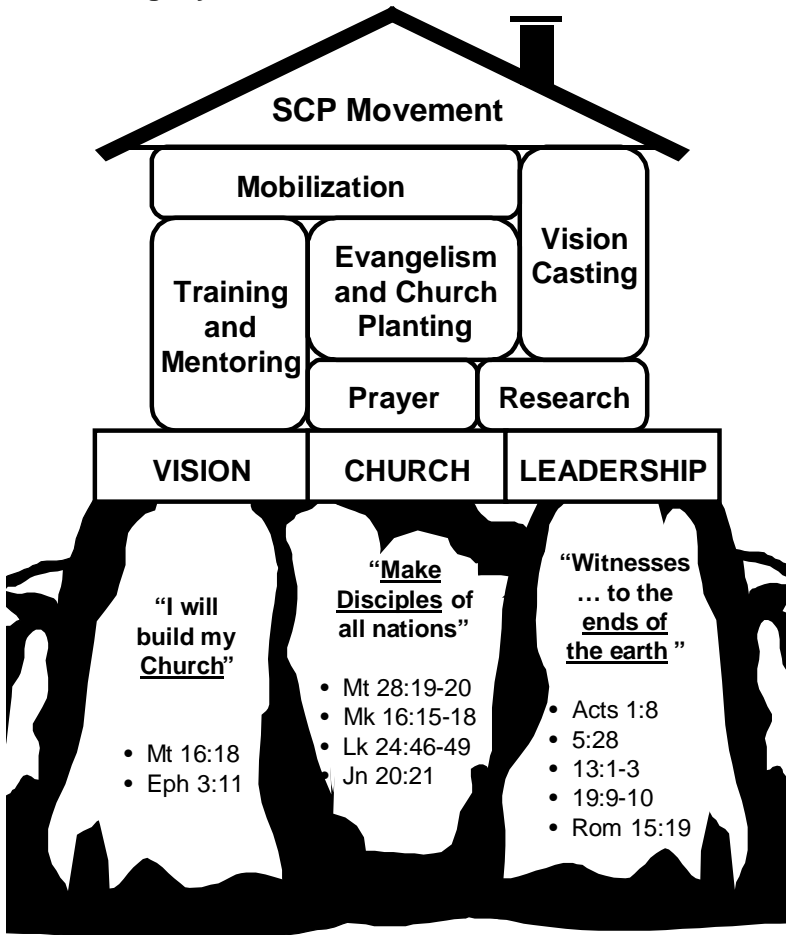 SCP Movement
Mobilization
Vision
Casting
Training
and
Mentoring
Evangelism
and Church
Planting
Prayer
Research
VISION
CHURCH
LEADERSHIP
“I will
build my
Church”
• Mt 16:18
• Eph 3:11
“Make
Disciples of
all nations”
• Mt 28:19-20
• Mk 16:15-18
• Lk 24:46-49
• Jn 20:21
“Witnesses
… to the
ends of
the earth ”
• Acts 1:8
• 5:28
• 13:1-3
• 19:9-10
• Rom 15:19